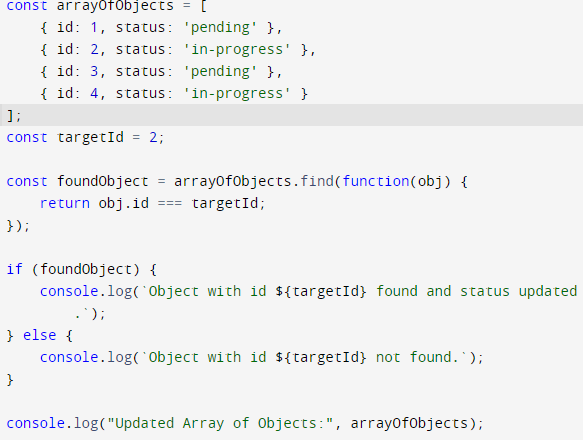 const arrayOfObjects = [
    { id: 1, status: 'pending' },
    { id: 2, status: 'in-progress' },
    { id: 3, status: 'pending' },
    { id: 4, status: 'in-progress' }
];
const targetId = 2;

const foundObject = arrayOfObjects.find(function(obj) {
    return obj.id === targetId;
});

if (foundObject) {
    console.log(`Object with id ${targetId} found and status updated
        .`);
} else {
    console.log(`Object with id ${targetId} not found.`);
}

console.log("Updated Array of Objects:", arrayOfObjects);